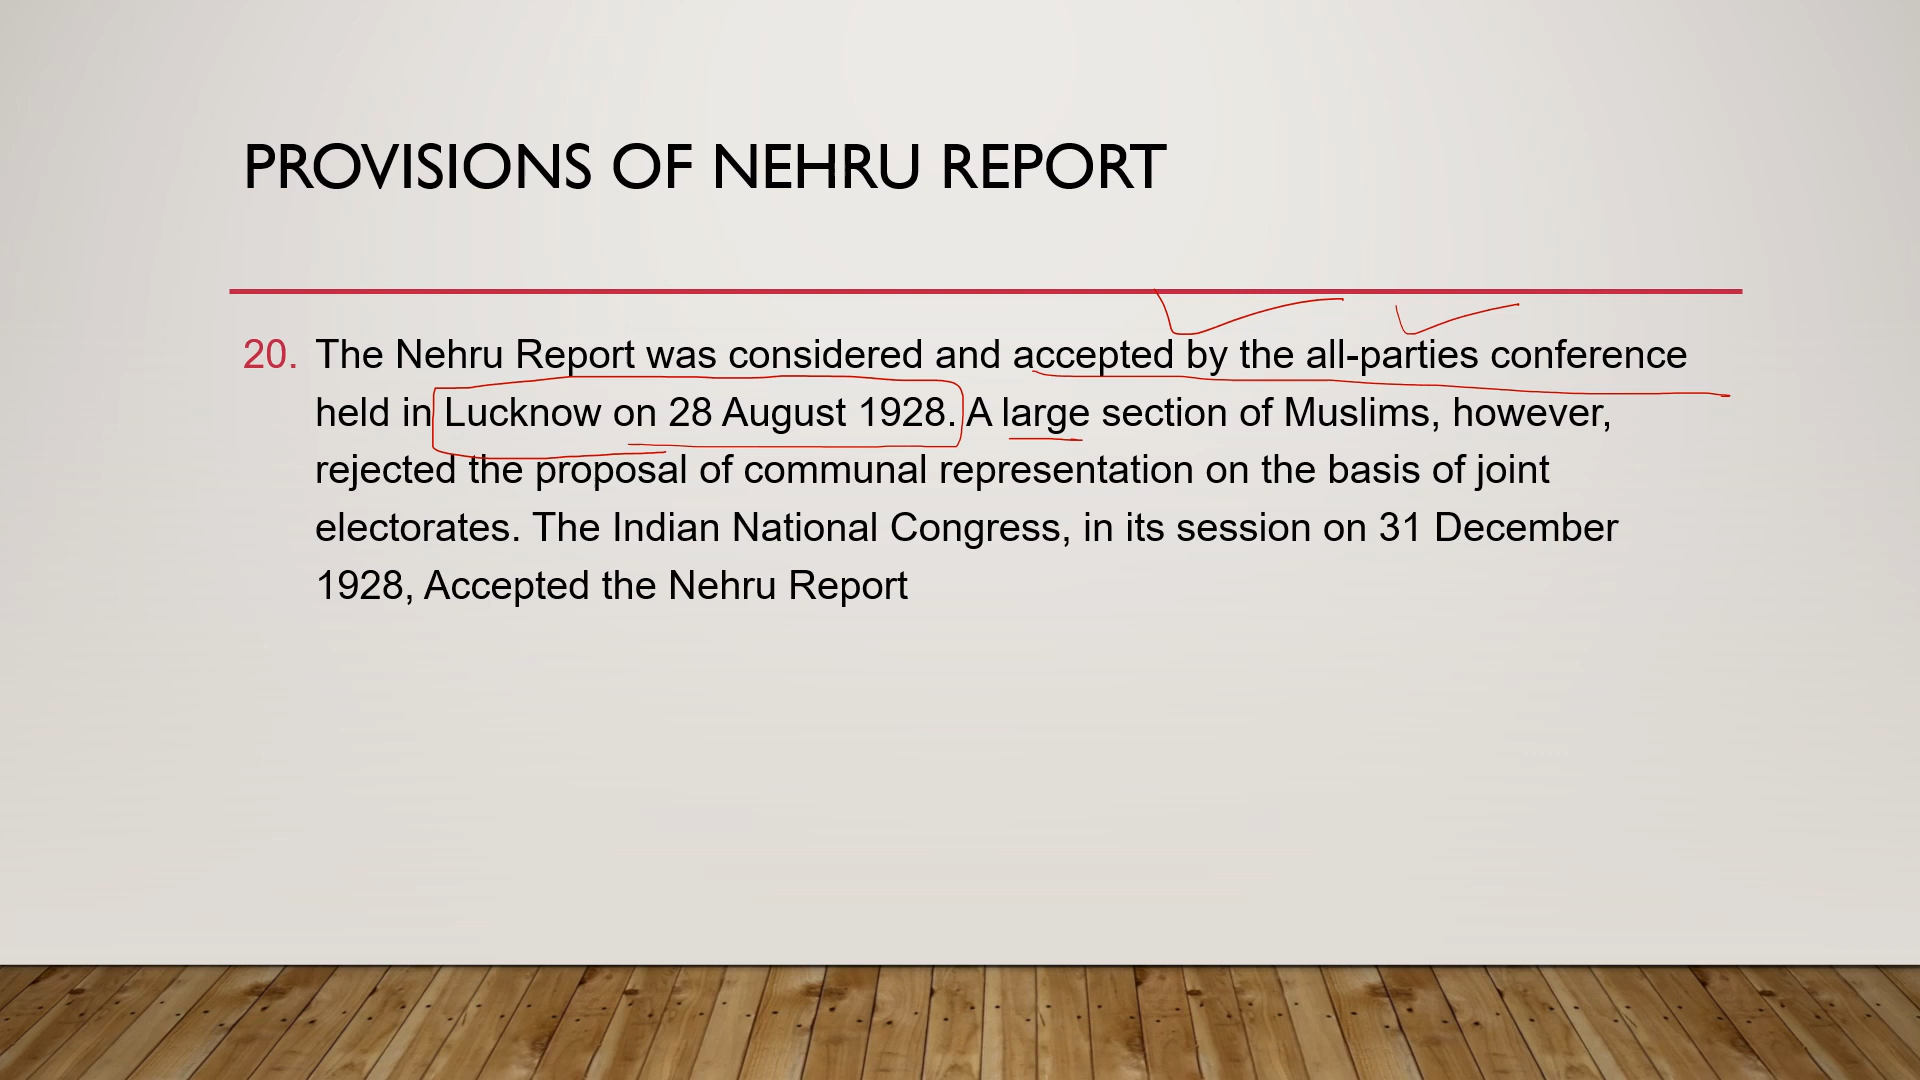 PROVISIONS OF NEHRU REPORT
20. The Nehru Report was considered and accepted by the all-parties conference
held in Lucknow on 28 August 1928. A large section of Muslims, however,
rejected the proposal of communal representation on the basis of joint
electorates. The Indian National Congress, in its session on 31 December
1928, Accepted the Nehru Report